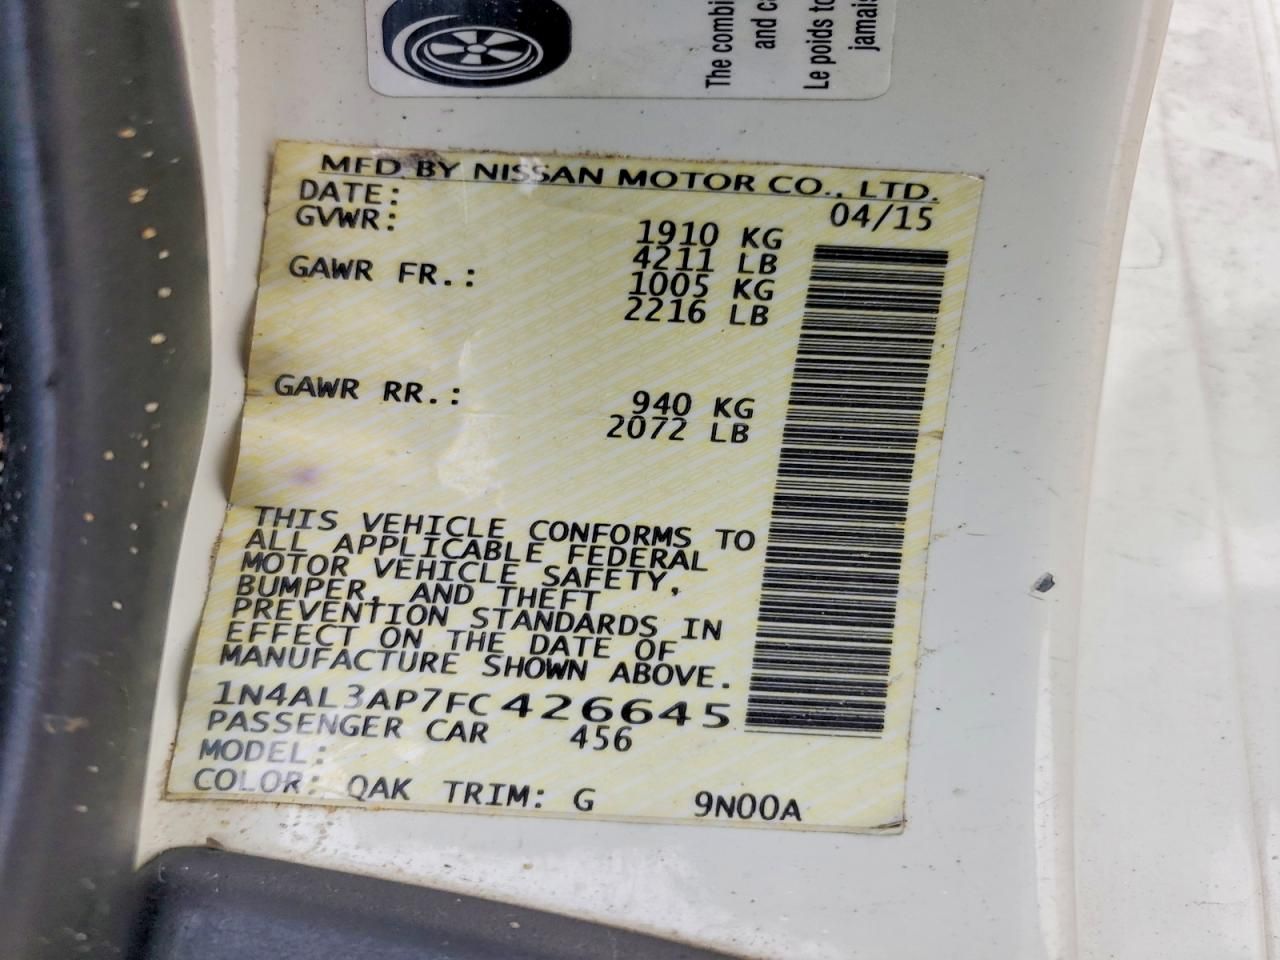 The combi
and c
Le poids to
jamais
MFD BY NISSAN MOTOR CO., LTD.
DATE: 04/15
GVWR: 1910 KG
4211 LB
GAWR FR.: 1005 KG
2216 LB
GAWR RR.: 940 KG
2072 LB
THIS VEHICLE CONFORMS TO
ALL APPLICABLE FEDERAL
MOTOR VEHICLE SAFETY,
BUMPER, AND THEFT
PREVENTION STANDARDS IN
EFFECT ON THE DATE OF
MANUFACTURE SHOWN ABOVE.
1N4AL3AP7FC426645
PASSENGER CAR 456
MODEL:
COLOR: QAK TRIM: G 9N00A